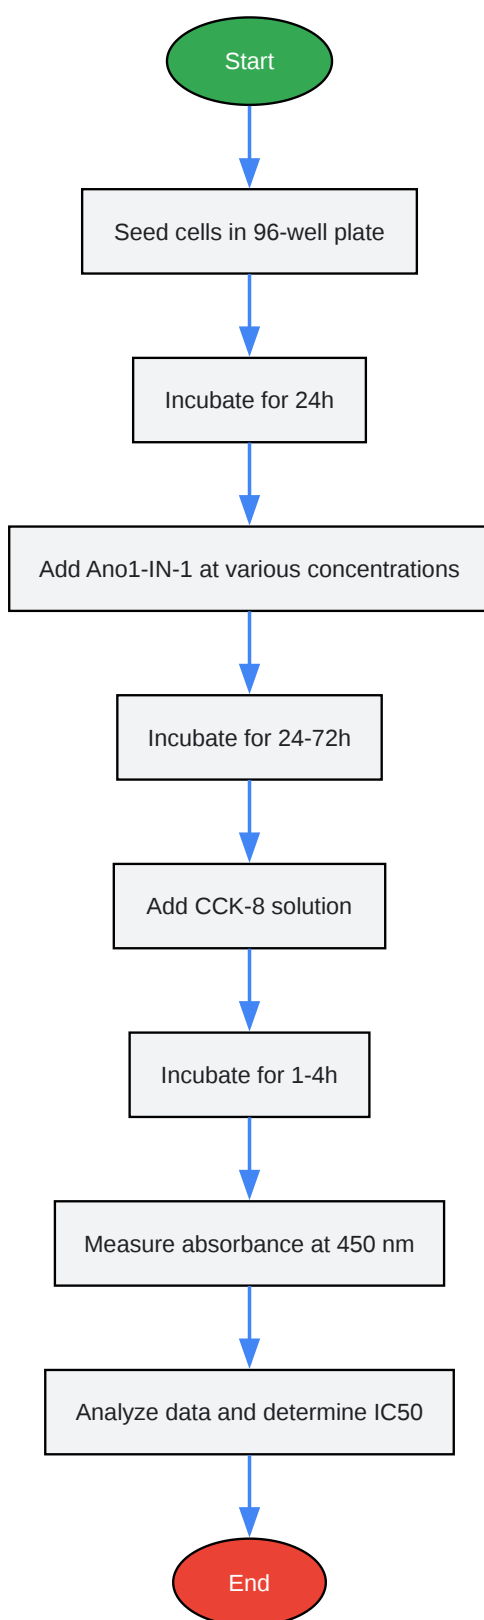 Start
Seed cells in 96-well plate
Incubate for 24h
Add Ano1-IN-1 at various concentrations
Incubate for 24-72h
Add CCK-8 solution
Incubate for 1-4h
Measure absorbance at 450 nm
Analyze data and determine IC50
End